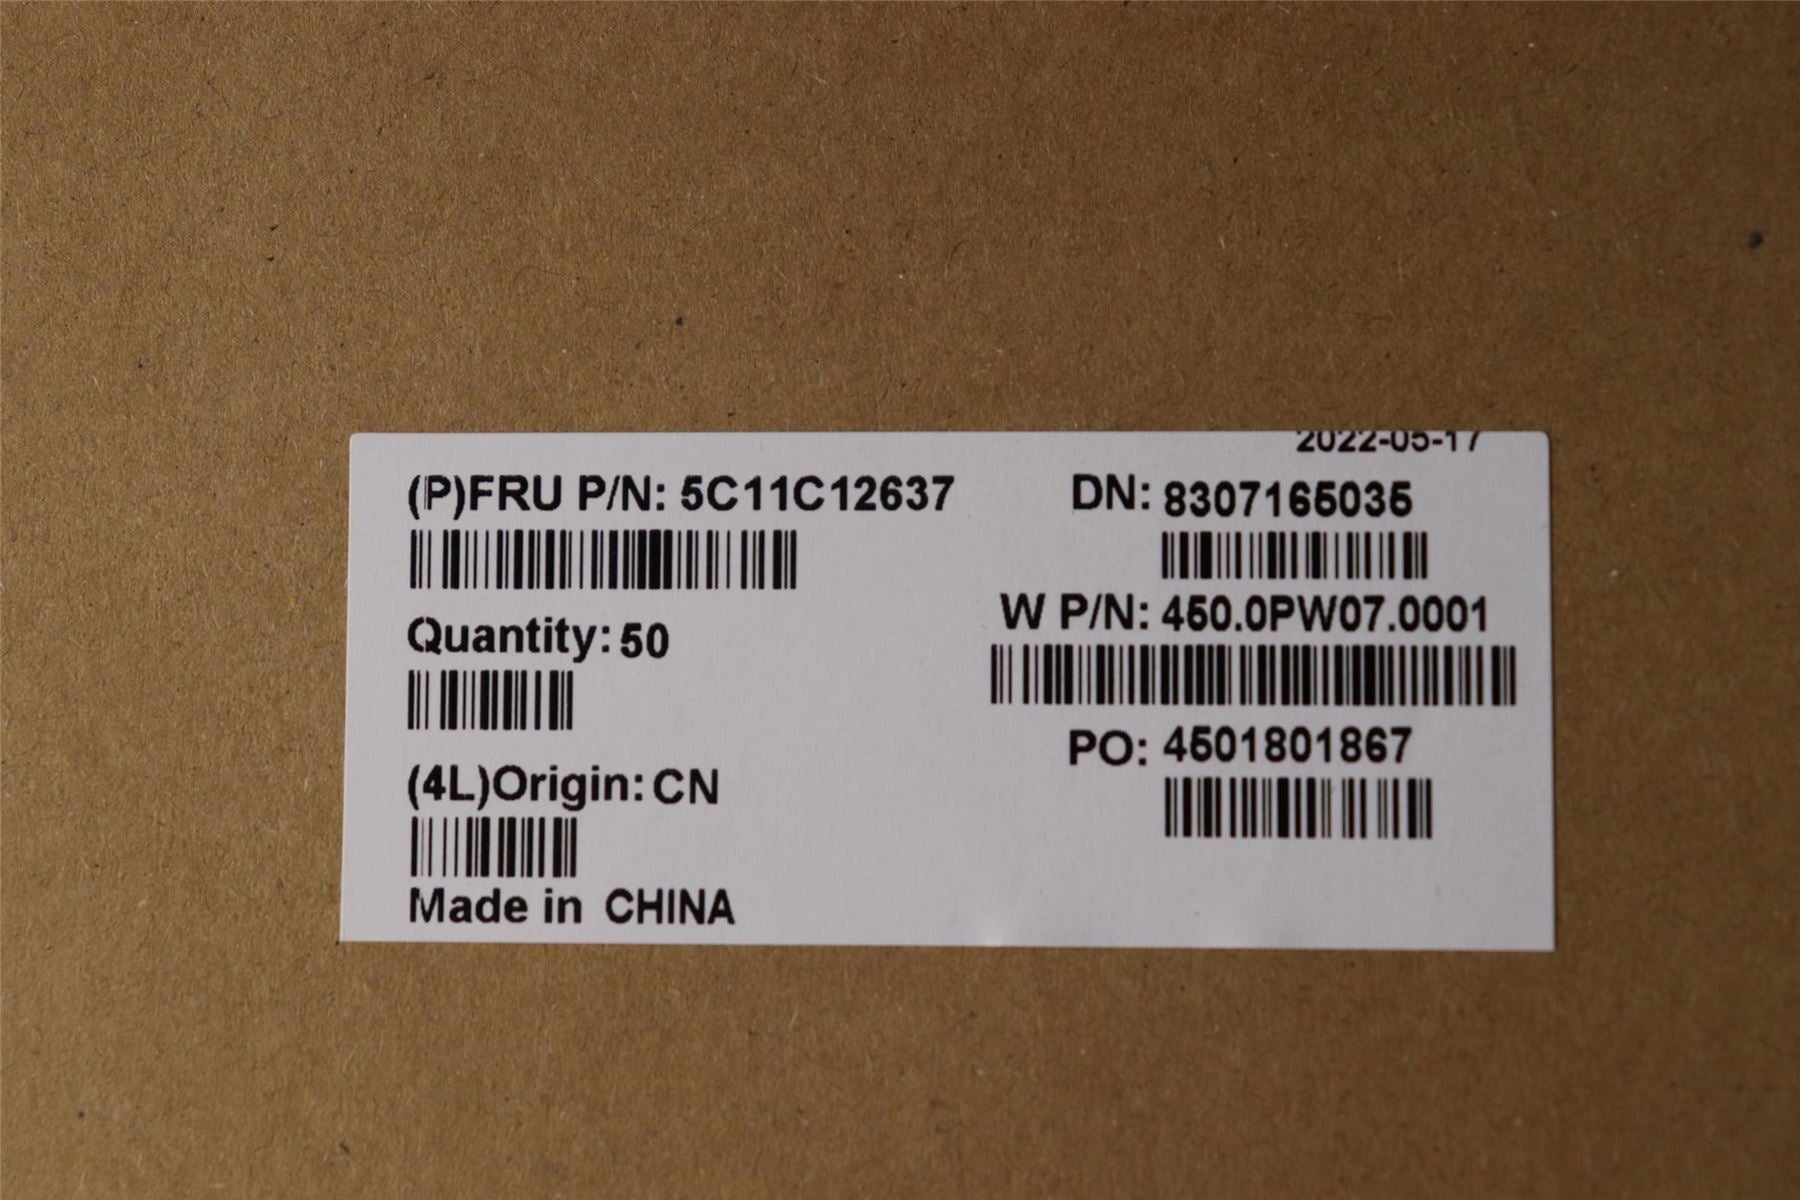 2022-05-17
(P)FRU P/N: 5C11C12637
DN: 8307165035
Quantity: 50
W P/N: 450.0PW07.0001
(4L)Origin: CN
PO: 4501801867
Made in CHINA